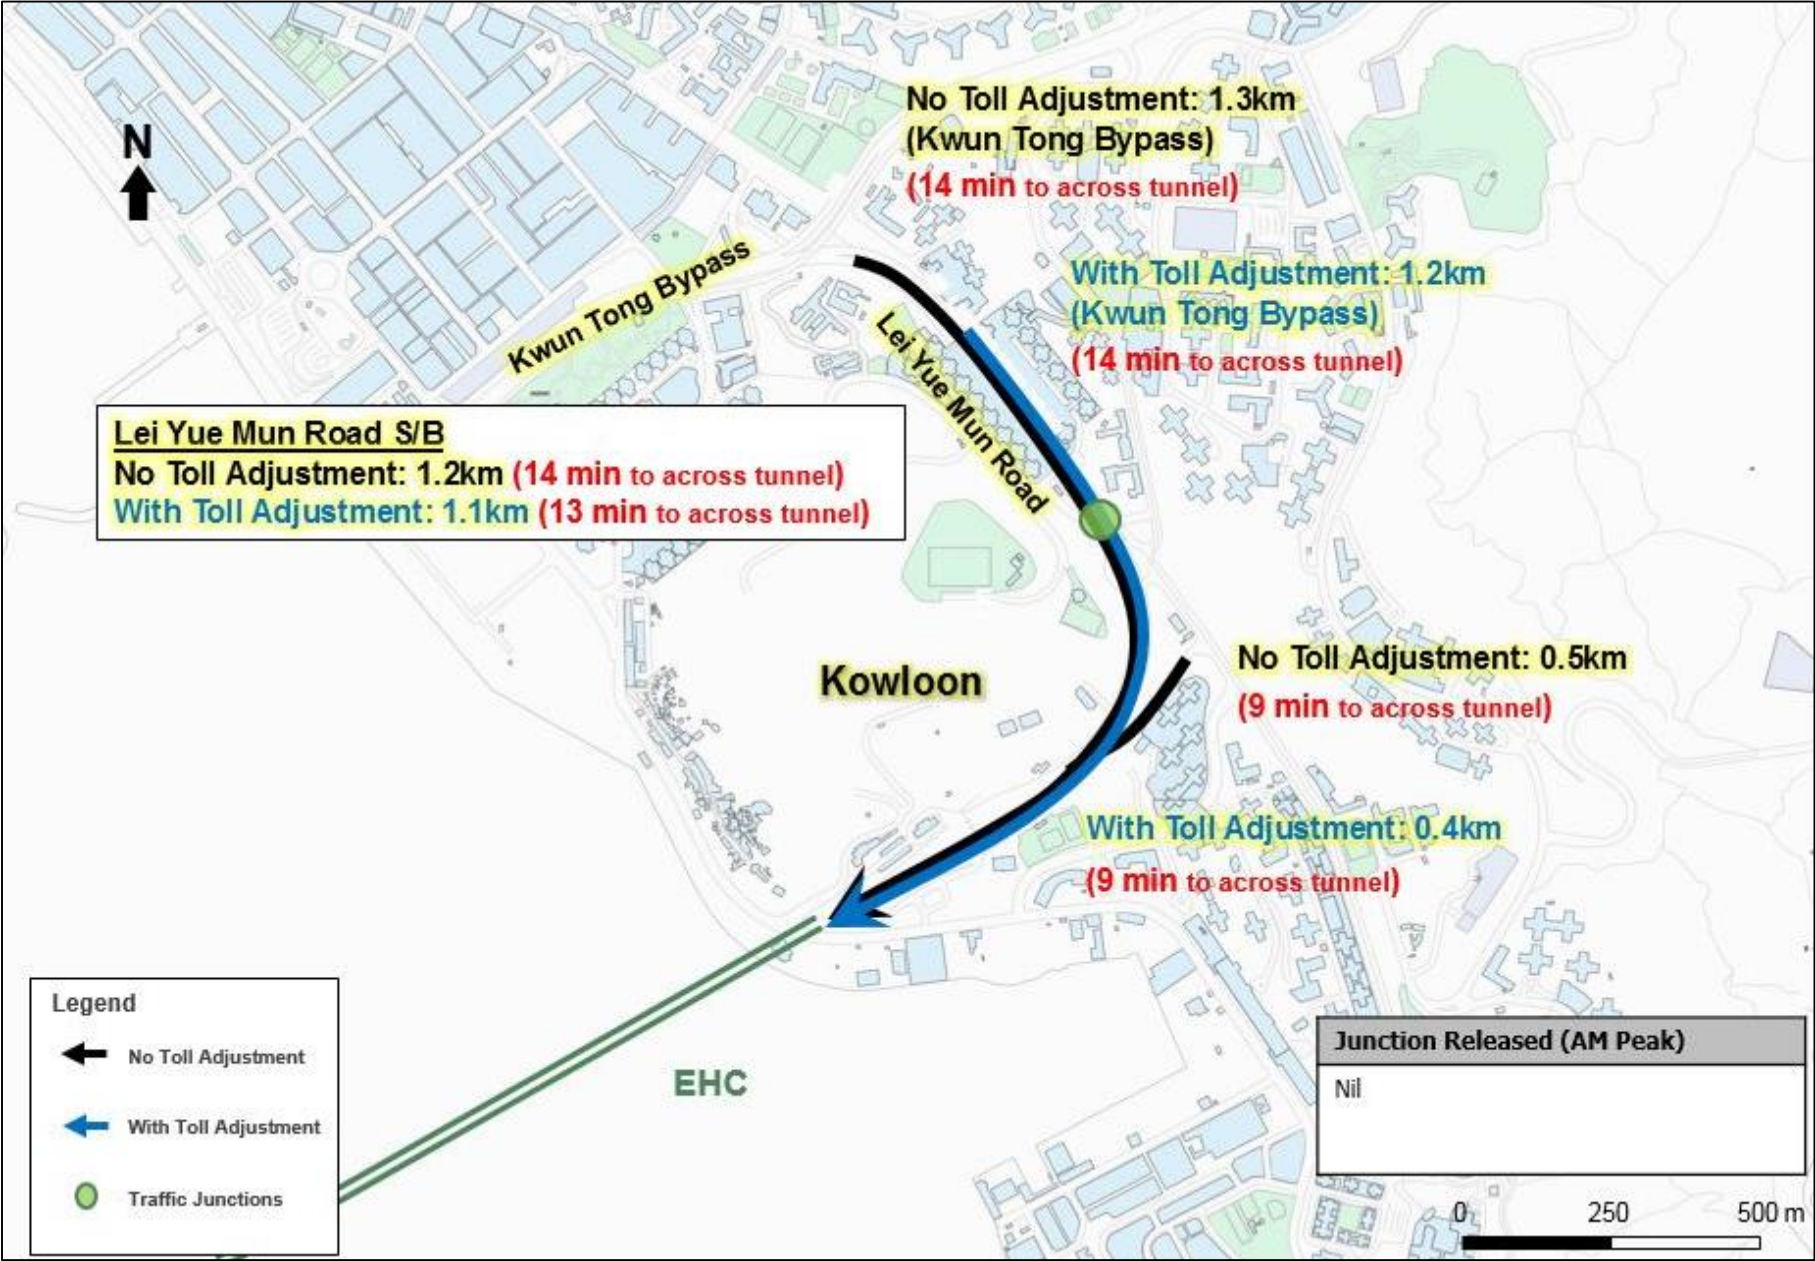 N
No Toll Adjustment: 1.3km
(Kwun Tong Bypass)
(14 min to across tunnel)
With Toll Adjustment: 1.2km
(Kwun Tong Bypass)
(14 min to across tunnel)
Kwun Tong Bypass
Lei Yue Mun Road
Lei Yue Mun Road S/B
No Toll Adjustment: 1.2km (14 min to across tunnel)
With Toll Adjustment: 1.1km (13 min to across tunnel)
Kowloon
No Toll Adjustment: 0.5km
(9 min to across tunnel)
With Toll Adjustment: 0.4km
(9 min to across tunnel)
EHC
Legend
No Toll Adjustment
With Toll Adjustment
Traffic Junctions
Junction Released (AM Peak)
Nil
0 250 500 m